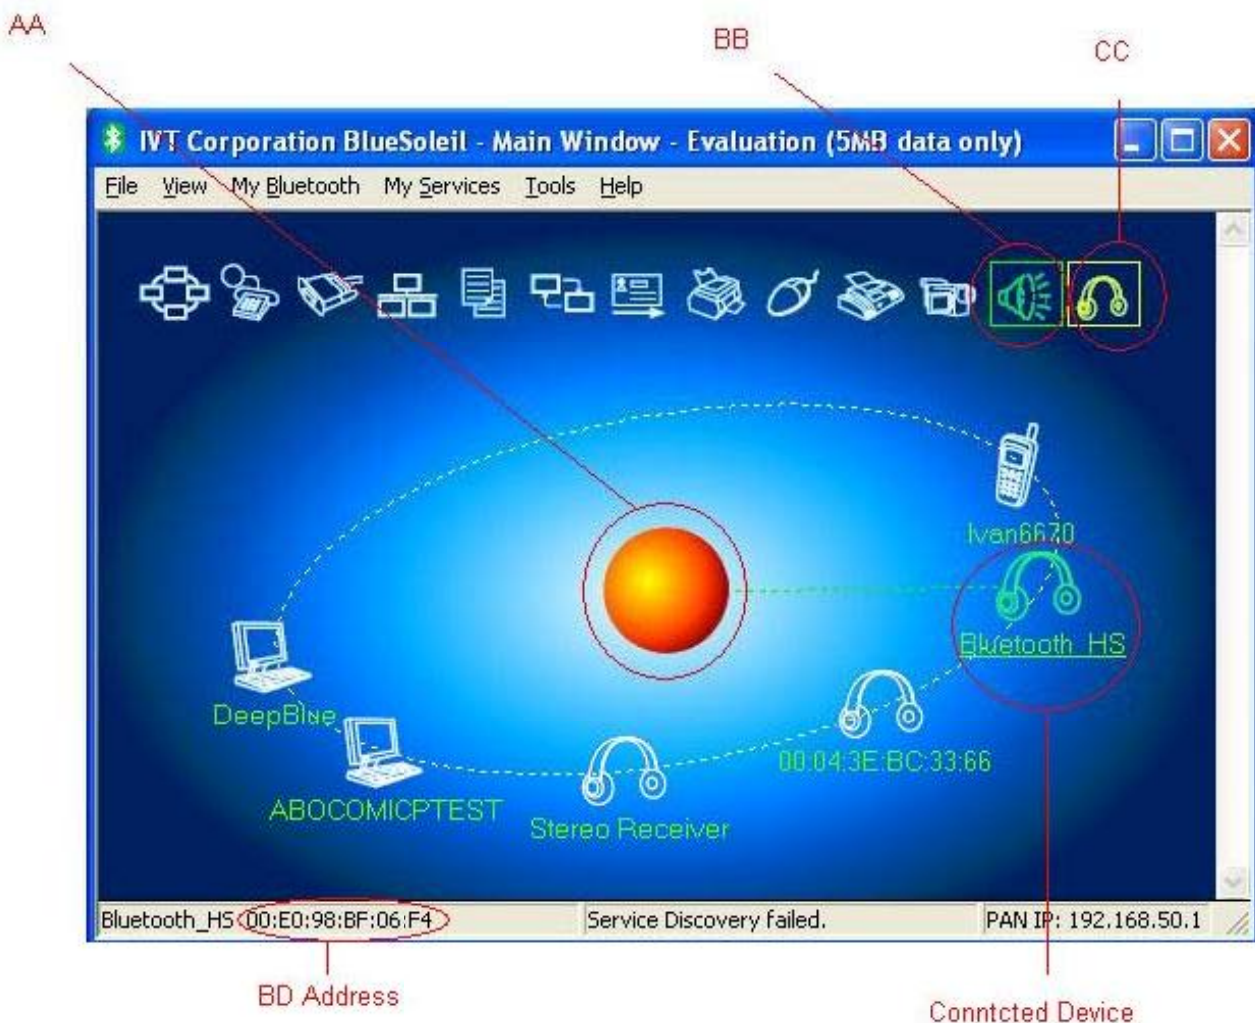 AA
BB
CC
IVT Corporation BlueSoleil - Main Window - Evaluation (5MB data only)
File View My Bluetooth My Services Tools Help
Ivan6670
Bluetooth_HS
DeepBlue
00:04:3E:BC:33:66
ABOCOMICPTEST
Stereo Receiver
Bluetooth_HS 00:E0:98:BF:06:F4 Service Discovery failed. PAN IP: 192.168.50.1
BD Address
Conntcted Device